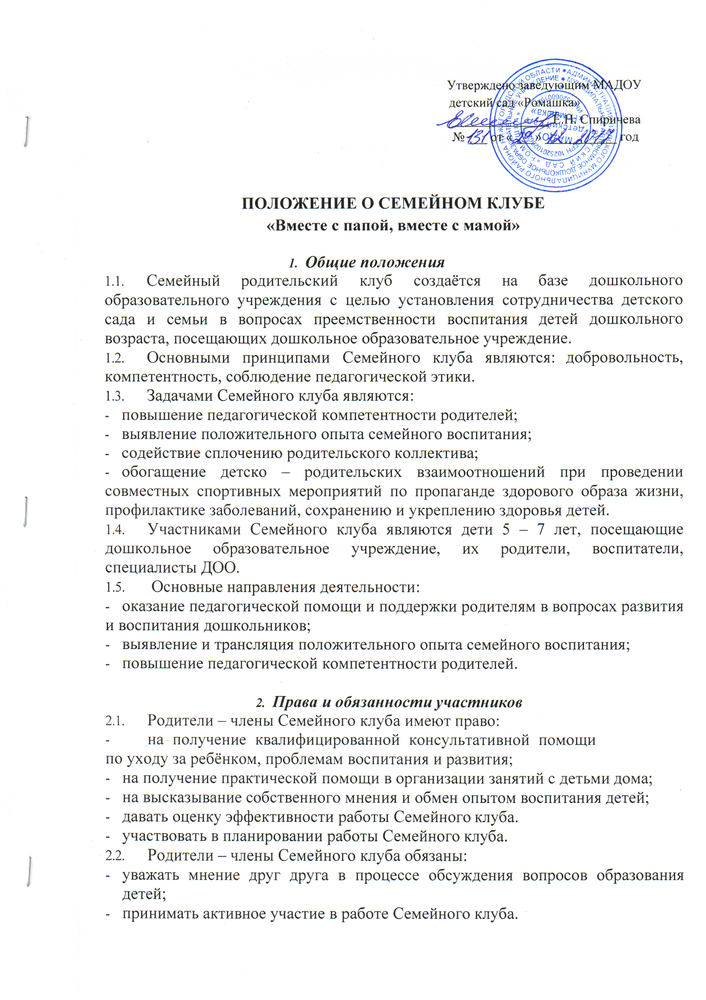 Утверждено заведующим МАДОУ
детский сад «Ромашка»
Е.Н. Спиричева
№ 131 от « » 12 2017 год
ПОЛОЖЕНИЕ О СЕМЕЙНОМ КЛУБЕ
«Вместе с папой, вместе с мамой»
1. Общие положения
1.1. Семейный родительский клуб создаётся на базе дошкольного
образовательного учреждения с целью установления сотрудничества детского
сада и семьи в вопросах преемственности воспитания детей дошкольного
возраста, посещающих дошкольное образовательное учреждение.
1.2. Основными принципами Семейного клуба являются: добровольность,
компетентность, соблюдение педагогической этики.
1.3. Задачами Семейного клуба являются:
- повышение педагогической компетентности родителей;
- выявление положительного опыта семейного воспитания;
- содействие сплочению родительского коллектива;
- обогащение детско – родительских взаимоотношений при проведении
совместных спортивных мероприятий по пропаганде здорового образа жизни,
профилактике заболеваний, сохранению и укреплению здоровья детей.
1.4. Участниками Семейного клуба являются дети 5 – 7 лет, посещающие
дошкольное образовательное учреждение, их родители, воспитатели,
специалисты ДОО.
1.5. Основные направления деятельности:
- оказание педагогической помощи и поддержки родителям в вопросах развития
и воспитания дошкольников;
- выявление и трансляция положительного опыта семейного воспитания;
- повышение педагогической компетентности родителей.
2. Права и обязанности участников
2.1. Родители – члены Семейного клуба имеют право:
- на получение квалифицированной консультативной помощи
по уходу за ребёнком, проблемам воспитания и развития;
- на получение практической помощи в организации занятий с детьми дома;
- на высказывание собственного мнения и обмен опытом воспитания детей;
- давать оценку эффективности работы Семейного клуба.
- участвовать в планировании работы Семейного клуба.
2.2. Родители – члены Семейного клуба обязаны:
- уважать мнение друг друга в процессе обсуждения вопросов образования
детей;
- принимать активное участие в работе Семейного клуба.